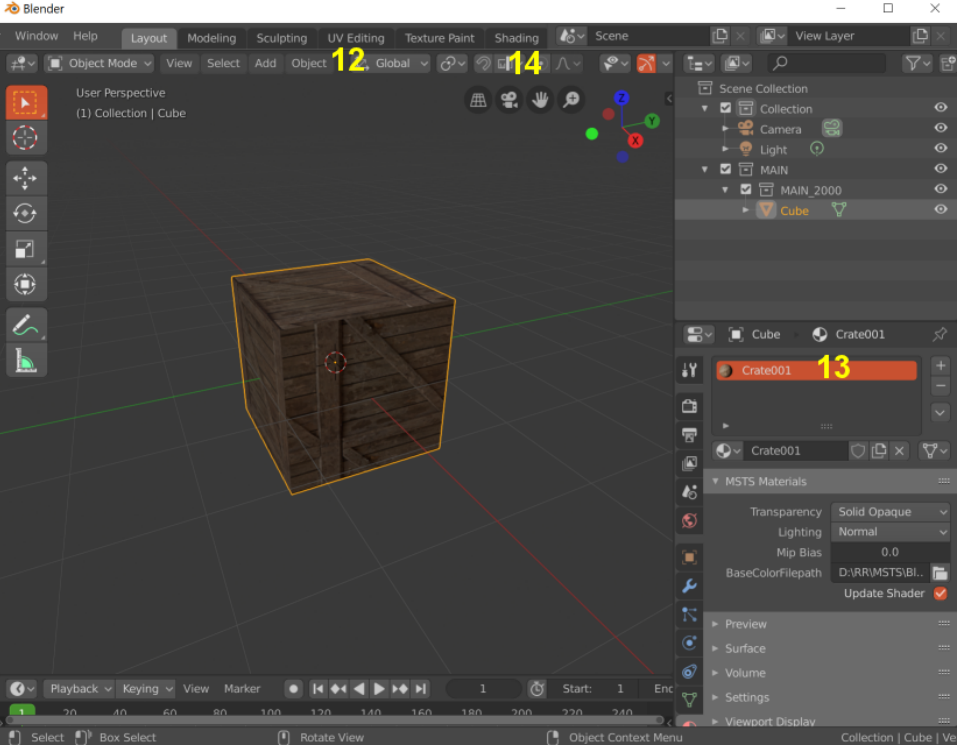 Blender
Window Help Layout Modeling Sculpting UV Editing Texture Paint Shading Scene View Layer
Object Mode View Select Add Object 12 Global 14
User Perspective
(1) Collection | Cube
Z
Y
X
Scene Collection
Collection
Camera
Light
MAIN
MAIN_2000
Cube
Cube Crate001
Crate001 13
Crate001
MSTS Materials
Transparency Solid Opaque
Lighting Normal
Mip Bias 0.0
BaseColorFilepath D:\RR\MSTS\Bl..
Update Shader
Preview
Surface
Volume
Settings
Viewport Display
Playback Keying View Marker 1 Start: 1 Enc
1 20 40 60 80 100 120 140 160 180 200 220 240
Select Box Select Rotate View Object Context Menu Collection | Cube | Ve